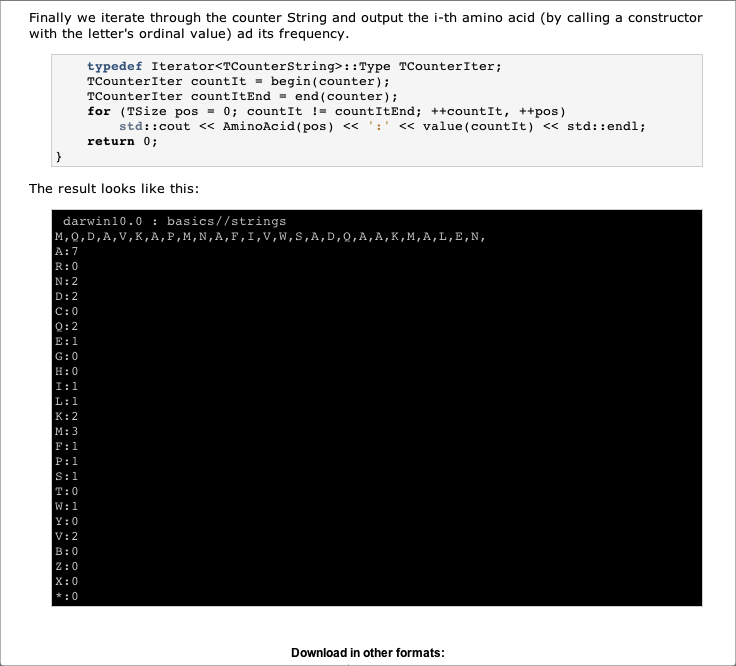 Finally we iterate through the counter String and output the i-th amino acid (by calling a constructor
with the letter's ordinal value) ad its frequency.
typedef Iterator<TCounterString>::Type TCounterIter;
TCounterIter countIt = begin(counter);
TCounterIter countItEnd = end(counter);
for (TSize pos = 0; countIt != countItEnd; ++countIt, ++pos)
std::cout << AminoAcid(pos) << ':' << value(countIt) << std::endl;
return 0;
}
The result looks like this:
darwin10.0 : basics//strings
M,Q,D,A,V,K,A,P,M,N,A,F,I,V,W,S,A,D,Q,A,A,K,M,A,L,E,N,
A:7
R:0
N:2
D:2
C:0
Q:2
E:1
G:0
H:0
I:1
L:1
K:2
M:3
F:1
P:1
S:1
T:0
W:1
Y:0
V:2
B:0
Z:0
X:0
*:0
Download in other formats: